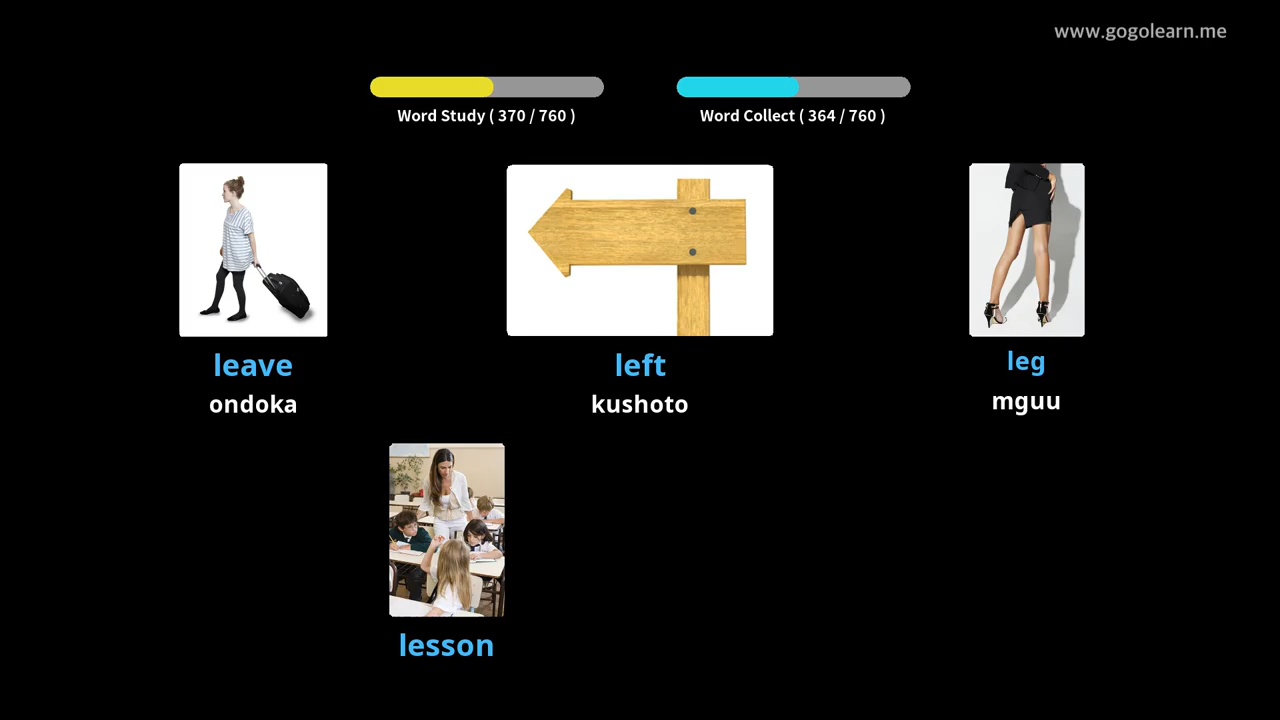 www.gogolearn.me
Word Study ( 370 / 760 )
Word Collect ( 364 / 760 )
leave
ondoka
left
kushoto
leg
mguu
lesson